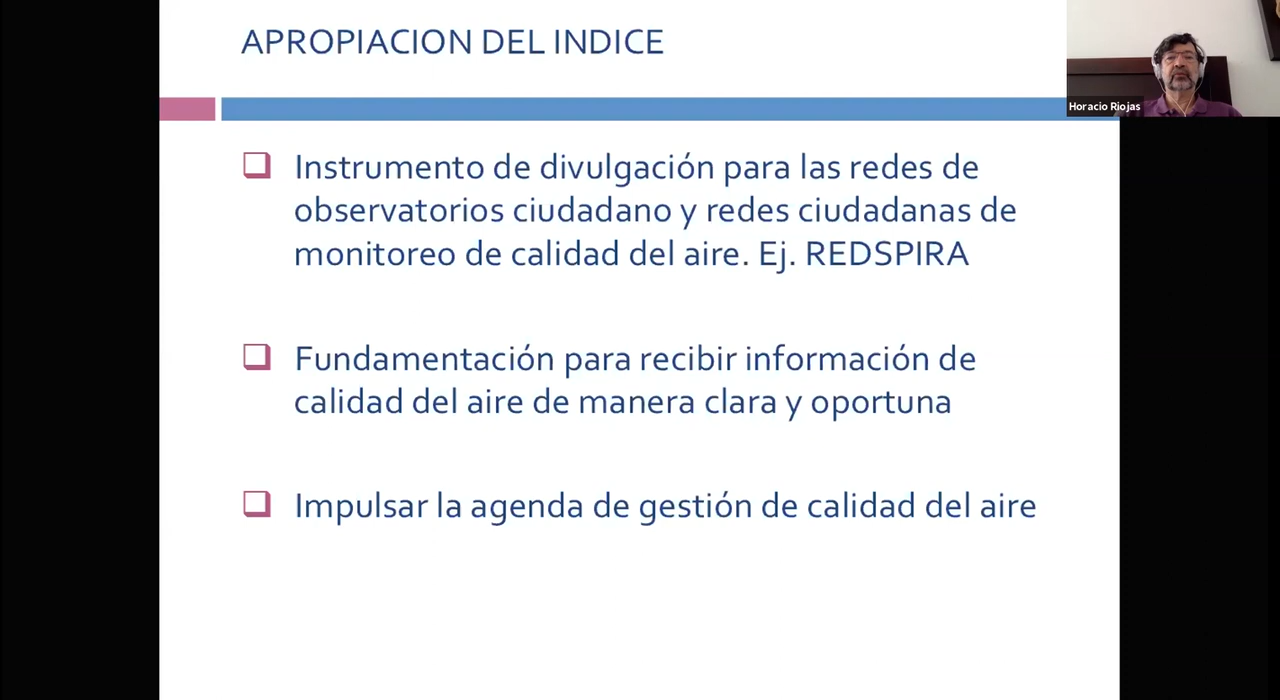 APROPIACION DEL INDICE
Horacio Riojas
Instrumento de divulgación para las redes de
observatorios ciudadano y redes ciudadanas de
monitoreo de calidad del aire. Ej. REDSPIRA
Fundamentación para recibir información de
calidad del aire de manera clara y oportuna
Impulsar la agenda de gestión de calidad del aire